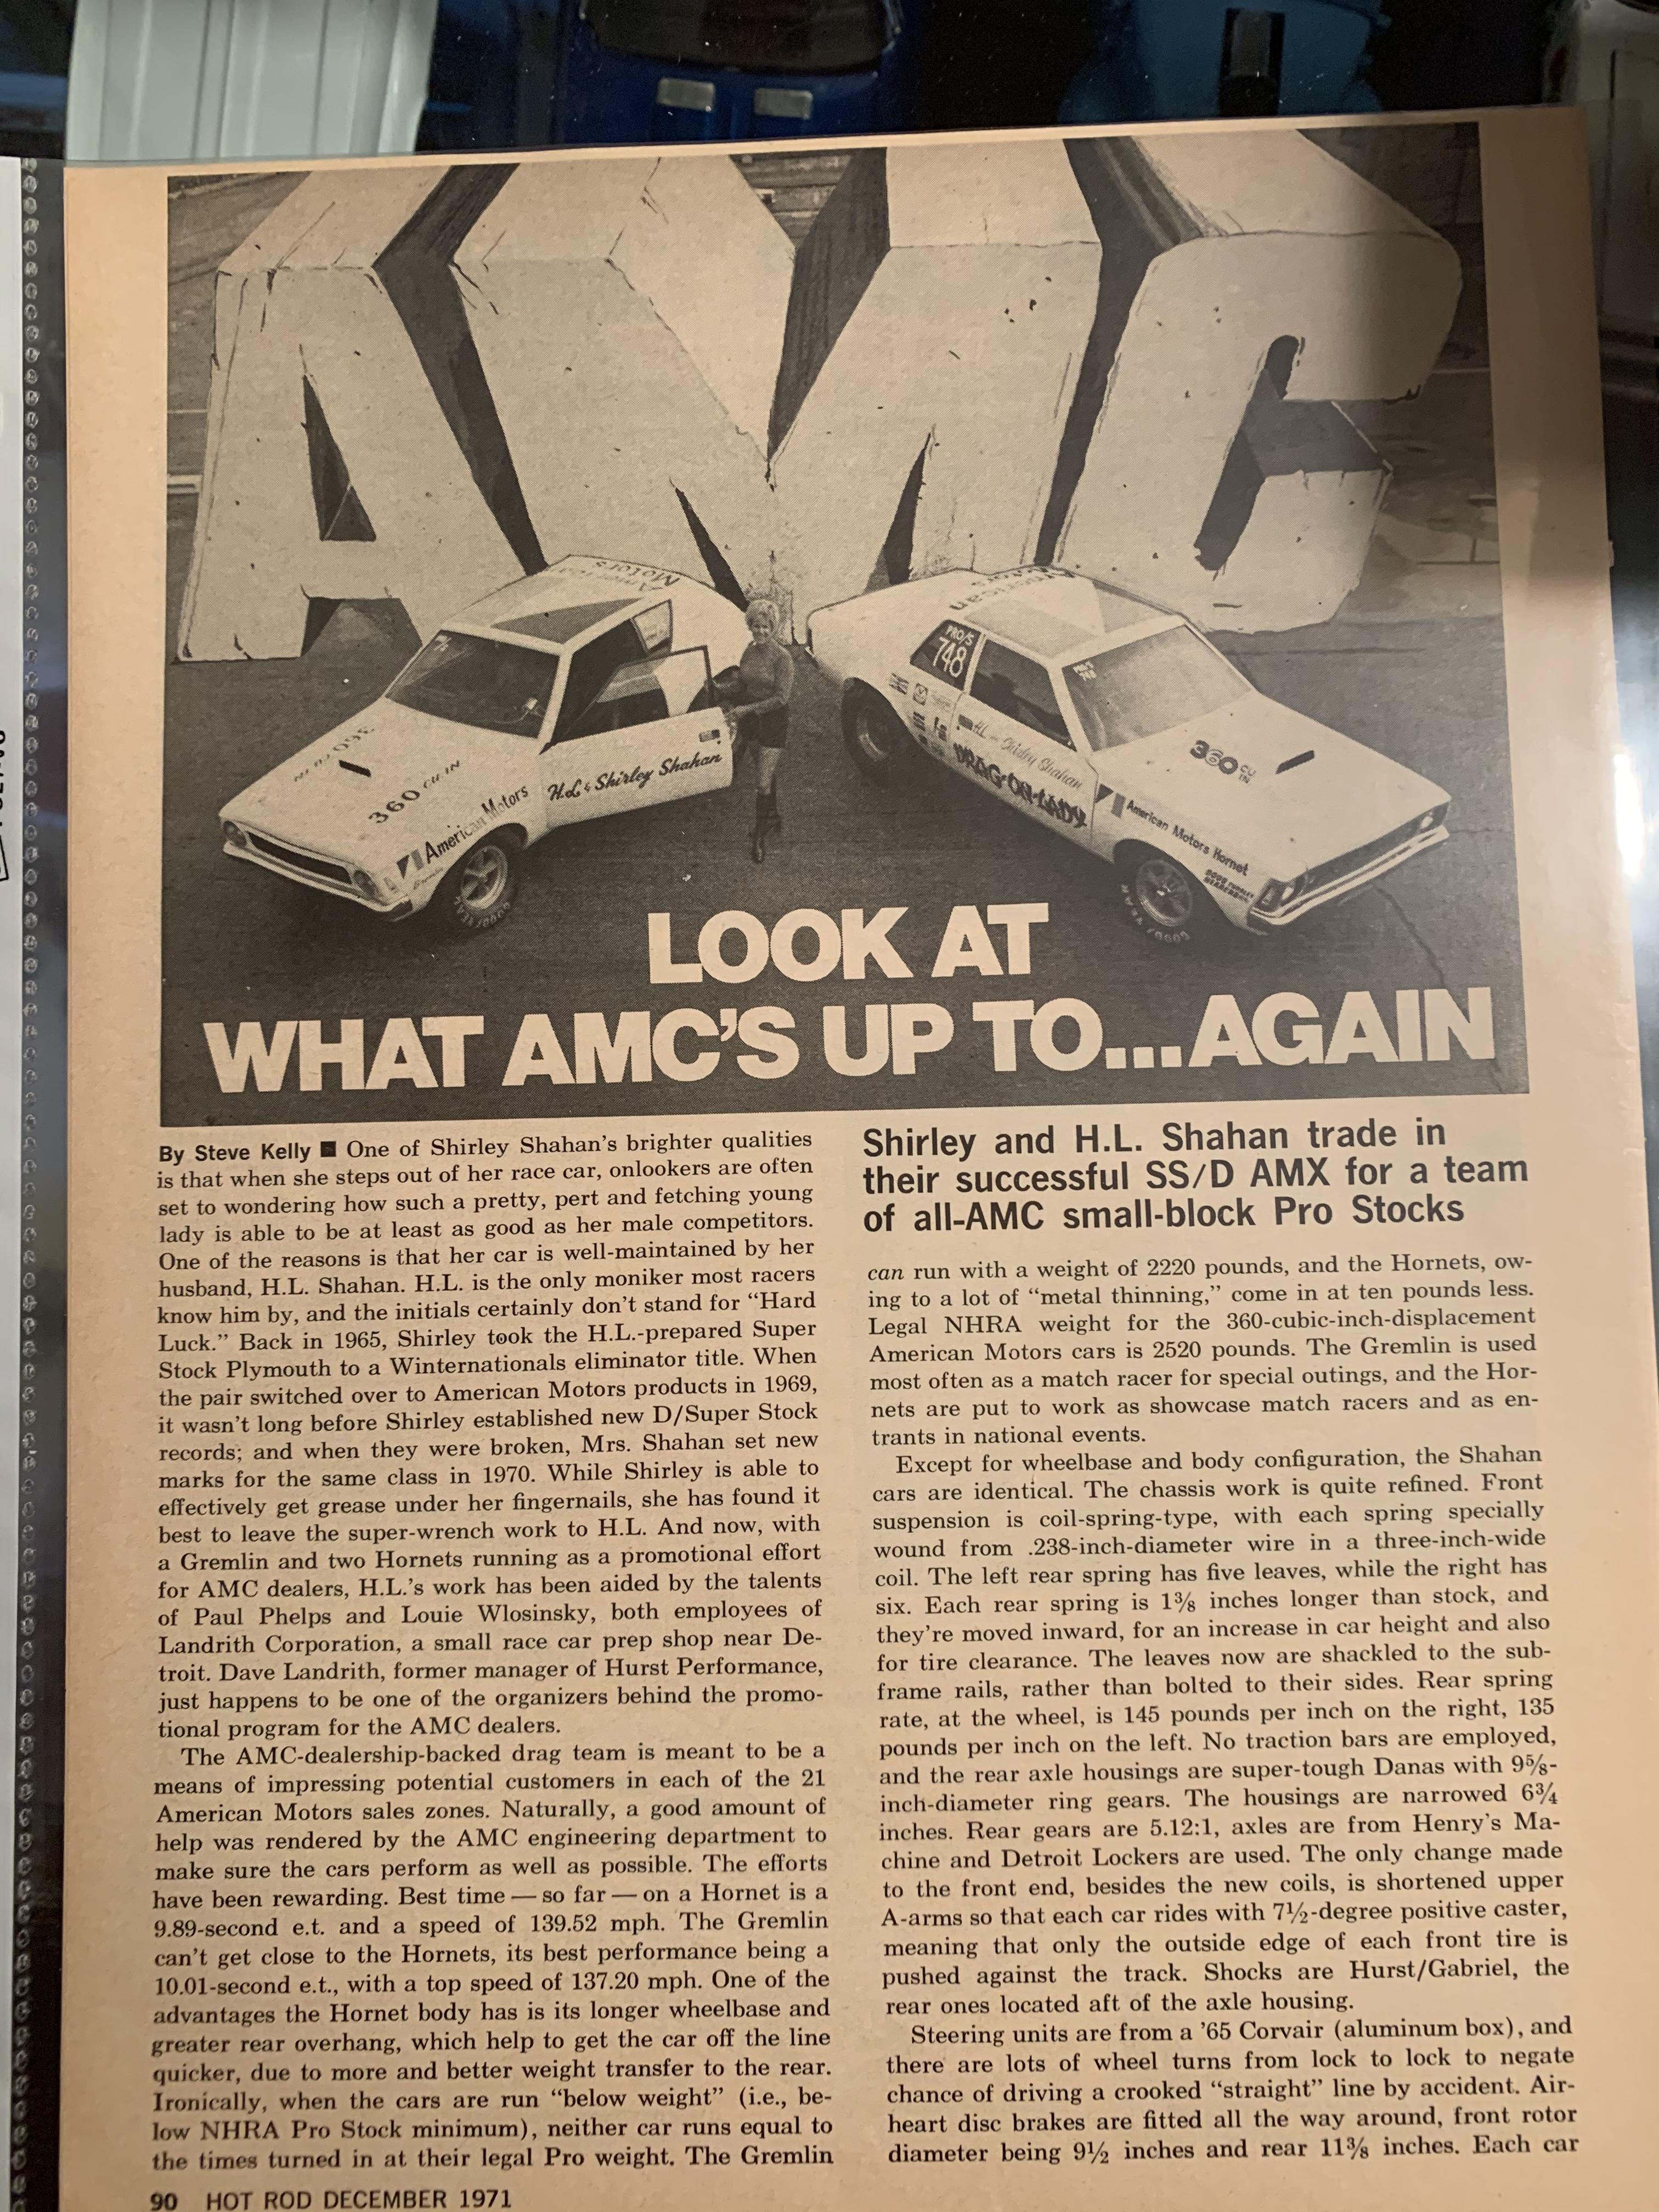 American Motors
American Motors
PRO/S
748
360 CU IN
American Motors
H.L. & Shirley Shahan
H.L. & Shirley Shahan
DRAG-ON-LADY
360 CU IN
American Motors Hornet
GOODYEAR
GOODYEAR
LOOK AT
WHAT AMC'S UP TO...AGAIN
Shirley and H.L. Shahan trade in
their successful SS/D AMX for a team
of all-AMC small-block Pro Stocks
By Steve Kelly ■ One of Shirley Shahan's brighter qualities
is that when she steps out of her race car, onlookers are often
set to wondering how such a pretty, pert and fetching young
lady is able to be at least as good as her male competitors.
One of the reasons is that her car is well-maintained by her
husband, H.L. Shahan. H.L. is the only moniker most racers
know him by, and the initials certainly don't stand for “Hard
Luck.” Back in 1965, Shirley took the H.L.-prepared Super
Stock Plymouth to a Winternationals eliminator title. When
the pair switched over to American Motors products in 1969,
it wasn't long before Shirley established new D/Super Stock
records; and when they were broken, Mrs. Shahan set new
marks for the same class in 1970. While Shirley is able to
effectively get grease under her fingernails, she has found it
best to leave the super-wrench work to H.L. And now, with
a Gremlin and two Hornets running as a promotional effort
for AMC dealers, H.L.'s work has been aided by the talents
of Paul Phelps and Louie Wlosinsky, both employees of
Landrith Corporation, a small race car prep shop near De-
troit. Dave Landrith, former manager of Hurst Performance,
just happens to be one of the organizers behind the promo-
tional program for the AMC dealers.
The AMC-dealership-backed drag team is meant to be a
means of impressing potential customers in each of the 21
American Motors sales zones. Naturally, a good amount of
help was rendered by the AMC engineering department to
make sure the cars perform as well as possible. The efforts
have been rewarding. Best time — so far — on a Hornet is a
9.89-second e.t. and a speed of 139.52 mph. The Gremlin
can't get close to the Hornets, its best performance being a
10.01-second e.t., with a top speed of 137.20 mph. One of the
advantages the Hornet body has is its longer wheelbase and
greater rear overhang, which help to get the car off the line
quicker, due to more and better weight transfer to the rear.
Ironically, when the cars are run “below weight” (i.e., be-
low NHRA Pro Stock minimum), neither car runs equal to
the times turned in at their legal Pro weight. The Gremlin
can run with a weight of 2220 pounds, and the Hornets, ow-
ing to a lot of “metal thinning,” come in at ten pounds less.
Legal NHRA weight for the 360-cubic-inch-displacement
American Motors cars is 2520 pounds. The Gremlin is used
most often as a match racer for special outings, and the Hor-
nets are put to work as showcase match racers and as en-
trants in national events.
Except for wheelbase and body configuration, the Shahan
cars are identical. The chassis work is quite refined. Front
suspension is coil-spring-type, with each spring specially
wound from .238-inch-diameter wire in a three-inch-wide
coil. The left rear spring has five leaves, while the right has
six. Each rear spring is 1⅜ inches longer than stock, and
they're moved inward, for an increase in car height and also
for tire clearance. The leaves now are shackled to the sub-
frame rails, rather than bolted to their sides. Rear spring
rate, at the wheel, is 145 pounds per inch on the right, 135
pounds per inch on the left. No traction bars are employed,
and the rear axle housings are super-tough Danas with 9⅝-
inch-diameter ring gears. The housings are narrowed 6¾
inches. Rear gears are 5.12:1, axles are from Henry's Ma-
chine and Detroit Lockers are used. The only change made
to the front end, besides the new coils, is shortened upper
A-arms so that each car rides with 7½-degree positive caster,
meaning that only the outside edge of each front tire is
pushed against the track. Shocks are Hurst/Gabriel, the
rear ones located aft of the axle housing.
Steering units are from a '65 Corvair (aluminum box), and
there are lots of wheel turns from lock to lock to negate
chance of driving a crooked “straight” line by accident. Air-
heart disc brakes are fitted all the way around, front rotor
diameter being 9½ inches and rear 11⅜ inches. Each car
90 HOT ROD DECEMBER 1971